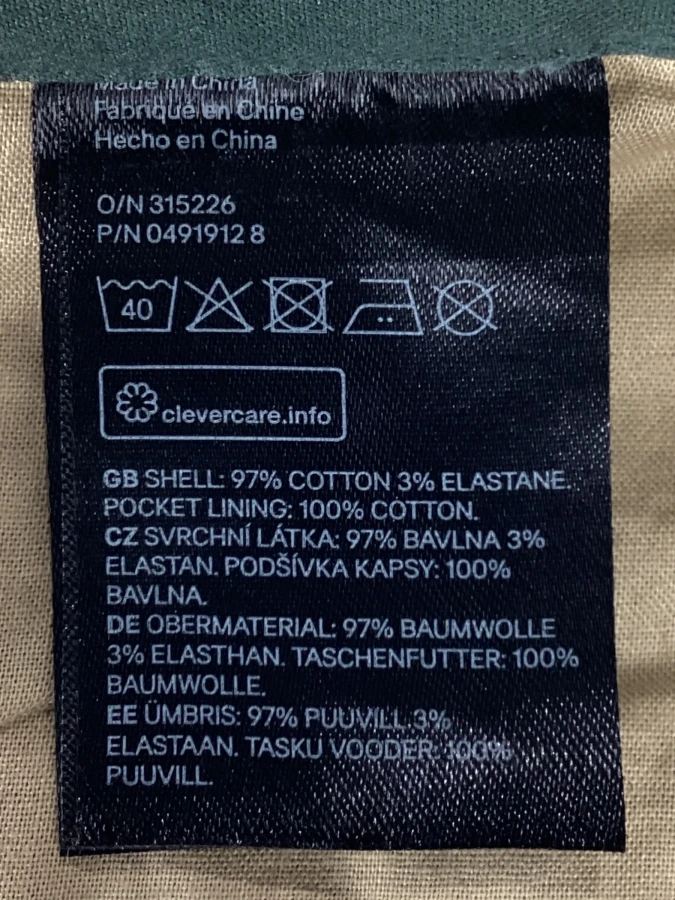 Made in China
Fabriqué en Chine
Hecho en China
O/N 315226
P/N 0491912 8
40
clevercare.info
GB SHELL: 97% COTTON 3% ELASTANE.
POCKET LINING: 100% COTTON.
CZ SVRCHNÍ LÁTKA: 97% BAVLNA 3%
ELASTAN. PODŠÍVKA KAPSY: 100%
BAVLNA.
DE OBERMATERIAL: 97% BAUMWOLLE
3% ELASTHAN. TASCHENFUTTER: 100%
BAUMWOLLE.
EE ÜMBRIS: 97% PUUVILL 3%
ELASTAAN. TASKU VOODER: 100%
PUUVILL.